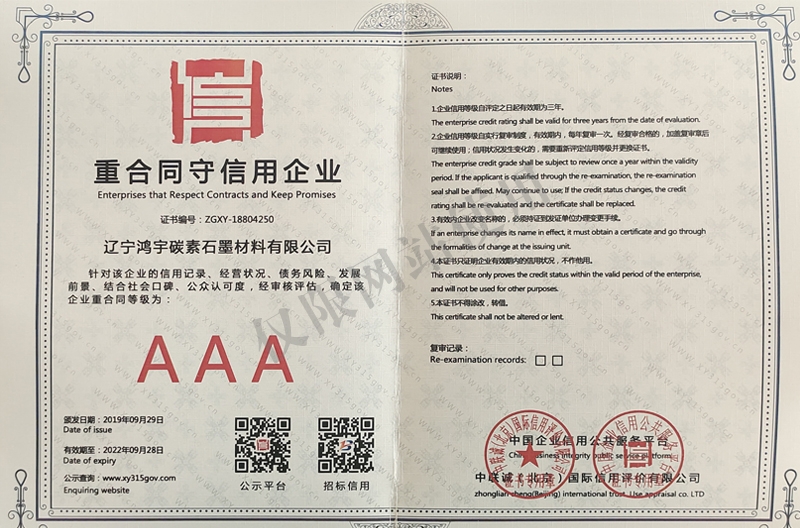 重合同守信用企业
Enterprises that Respect Contracts and Keep Promises
证书编号：ZGXY-18804250
辽宁鸿宇碳素石墨材料有限公司
针对该企业的信用记录、经营状况、债务风险、发展
前景、结合社会口碑、公众认可度，经审核评估，确定该
企业重合同等级为：
AAA
颁发日期：2019年09月29日
Date of issue
有效期至：2022年09月28日
Date of expiry
公示查询：www.xy315gov.com
Enquiring website
公示平台
招标信用
证书说明：
Notes
1.企业信用等级自评定之日起有效期为三年。
The enterprise credit rating shall be valid for three years from the date of evaluation.
2.企业信用等级自实行复审制度，有效期内，每年复审一次。经复审合格的，加盖复审章后
可继续使用；信用状况发生变化的，需要重新评定信用等级并更换证书。
The enterprise credit grade shall be subject to review once a year within the validity
period. If the applicant is qualified through the re-examination, the re-examination
seal shall be affixed. May continue to use; If the credit status changes, the credit
rating shall be re-evaluated and the certificate shall be replaced.
3.有效内企业改变名称的，必须持证到发证单位办理变更手续。
If an enterprise changes its name in effect, it must obtain a certificate and go through
the formalities of change at the issuing unit.
4.本证书只证明企业有效期内的信用状况，不作他用。
This certificate only proves the credit status within the valid period of the enterprise,
and will not be used for other purposes.
5.本证书不得涂改，转借。
This certificate shall not be altered or lent.
复审记录：
Re-examination records:
中国企业信用公共服务平台
China business integrity public service platform
中联诚（北京）国际信用评价有限公司
zhonglian cheng(Beijing) international trust. Use appraisal co. LTD
证书专用章
证书专用章
仅限网站使用